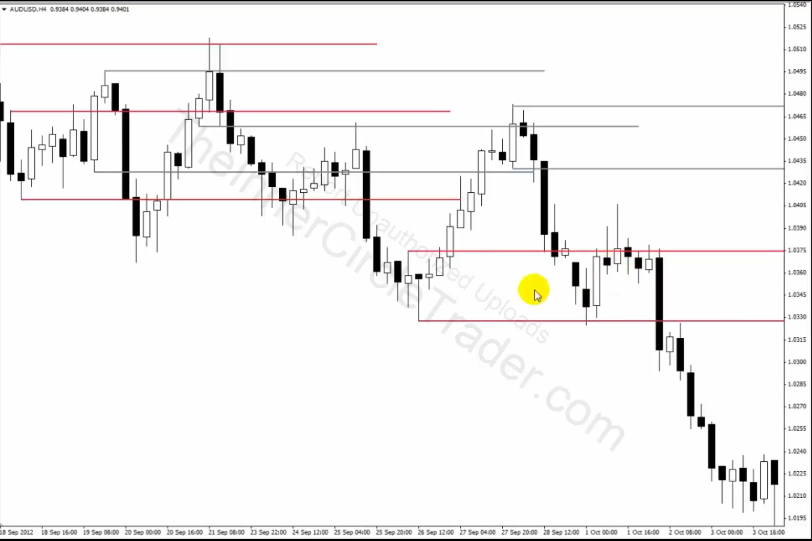 AUDUSD,H4 0.9384 0.9404 0.9384 0.9401
1.0540
1.0525
1.0510
1.0495
1.0480
1.0465
1.0450
1.0435
1.0420
1.0405
1.0390
1.0375
1.0360
1.0345
1.0330
1.0315
1.0300
1.0285
1.0270
1.0255
1.0240
1.0225
1.0210
1.0195
TheInnerCircleTrader.com
Report Unauthorized Uploads
18 Sep 2012
18 Sep 16:00
19 Sep 08:00
20 Sep 00:00
20 Sep 16:00
21 Sep 08:00
23 Sep 22:00
24 Sep 12:00
25 Sep 04:00
25 Sep 20:00
26 Sep 12:00
27 Sep 04:00
27 Sep 20:00
28 Sep 12:00
1 Oct 00:00
1 Oct 16:00
2 Oct 08:00
3 Oct 00:00
3 Oct 16:00